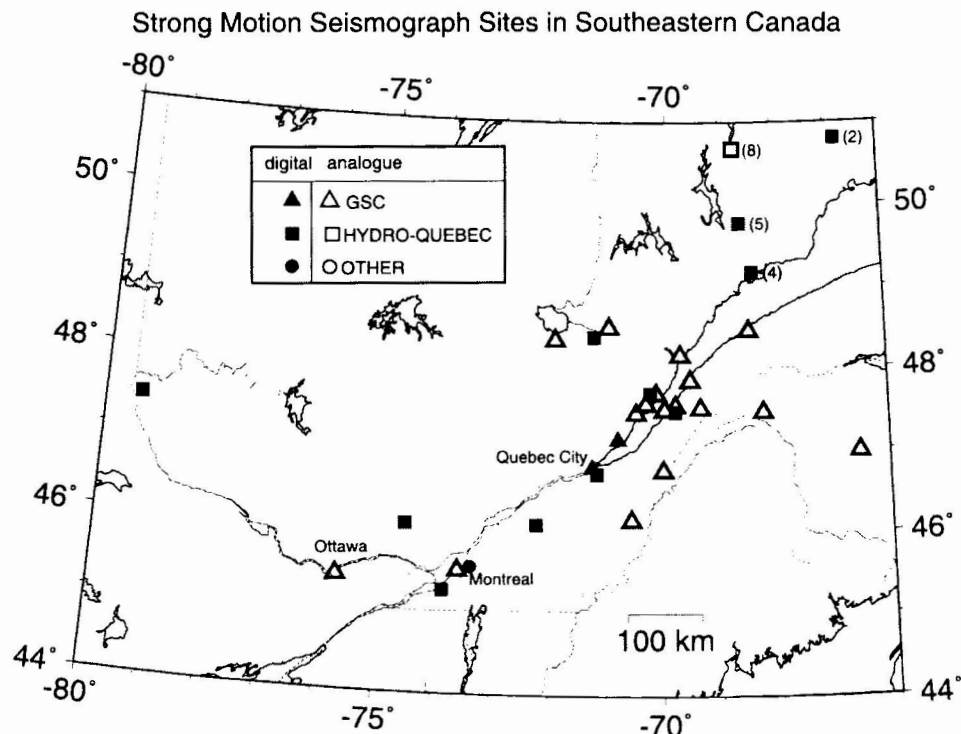 Strong Motion Seismograph Sites in Southeastern Canada
-80° -75° -70°
digital analogue
GSC
HYDRO-QUEBEC
OTHER
(8) (2)
(5)
(4)
50° 50°
48° 48°
46° 46°
44° 44°
Quebec City
Ottawa
Montreal
100 km
-80° -75° -70°